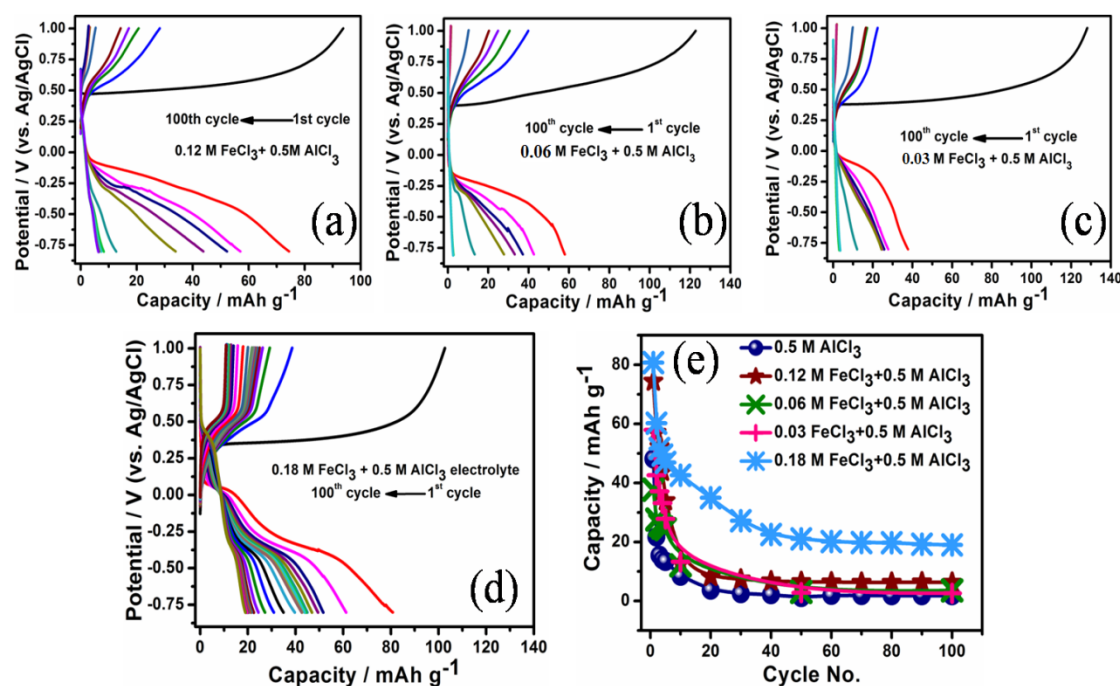 Potential / V (vs. Ag/AgCl)
1.00
0.75
0.50
0.25
0.00
-0.25
-0.50
-0.75
100th cycle 1st cycle
0.12 M FeCl3+ 0.5M AlCl3
(a)
0 20 40 60 80 100
Capacity / mAh g-1
Potential / V (vs. Ag/AgCl)
1.00
0.75
0.50
0.25
0.00
-0.25
-0.50
-0.75
100th cycle 1st cycle
0.06 M FeCl3 + 0.5 M AlCl3
(b)
0 20 40 60 80 100 120 140
Capacity / mAh g-1
Potential / V (vs. Ag/AgCl)
1.00
0.75
0.50
0.25
0.00
-0.25
-0.50
-0.75
100th cycle 1st cycle
0.03 M FeCl3 + 0.5 M AlCl3
(c)
0 20 40 60 80 100 120 140
Capacity / mAh g-1
Potential / V (vs. Ag/AgCl)
1.00
0.75
0.50
0.25
0.00
-0.25
-0.50
-0.75
0.18 M FeCl3 + 0.5 M AlCl3 electrolyte
100th cycle 1st cycle
(d)
0 20 40 60 80 100 120 140
Capacity / mAh g-1
Capacity / mAh g-1
80
60
40
20
0
(e)
0.5 M AlCl3
0.12 M FeCl3+0.5 M AlCl3
0.06 M FeCl3+0.5 M AlCl3
0.03 FeCl3+0.5 M AlCl3
0.18 M FeCl3+0.5 M AlCl3
0 20 40 60 80 100
Cycle No.